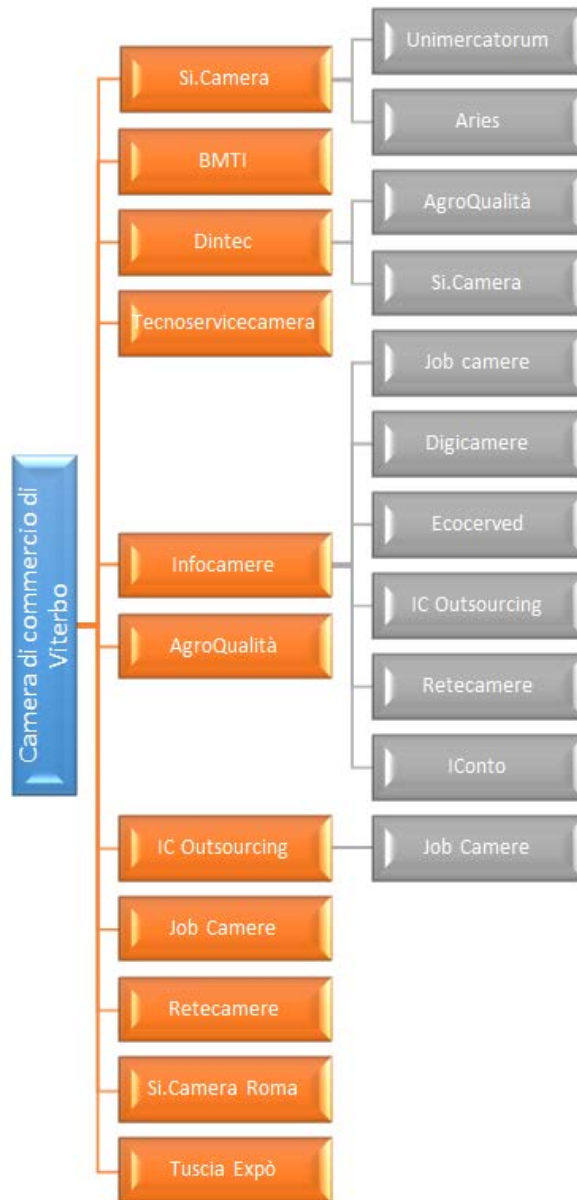 Camera di commercio di
Viterbo
Si.Camera
Unimercatorum
Aries
BMTI
Dintec
AgroQualità
Si.Camera
Tecnoservicecamera
Infocamere
Job camere
Digicamere
Ecocerved
IC Outsourcing
Retecamere
IConto
AgroQualità
IC Outsourcing
Job Camere
Job Camere
Retecamere
Si.Camera Roma
Tuscia Expò